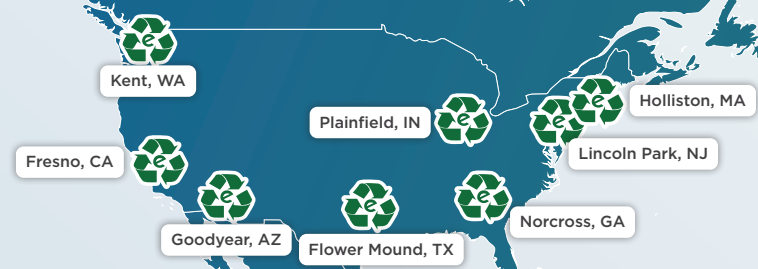 Kent, WA
Holliston, MA
Plainfield, IN
Lincoln Park, NJ
Fresno, CA
Norcross, GA
Goodyear, AZ
Flower Mound, TX
e
e
e
e
e
e
e
e